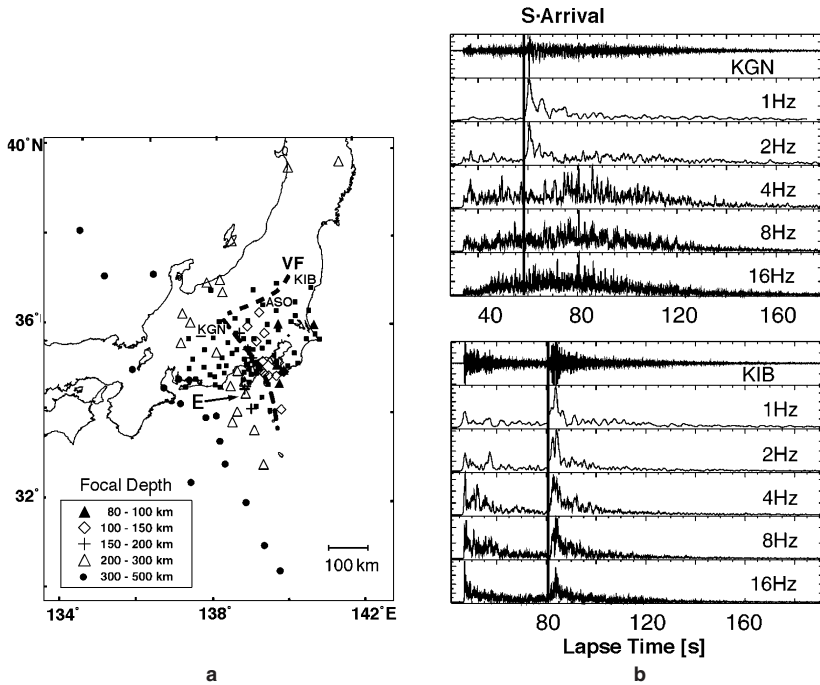 40˚N
36˚
32˚
134˚
138˚
142˚E
VF
KIB
ASO
KGN
E
Focal Depth
80 - 100 km
100 - 150 km
150 - 200 km
200 - 300 km
300 - 500 km
100 km
a
S·Arrival
KGN
1Hz
2Hz
4Hz
8Hz
16Hz
40 80 120 160
KIB
1Hz
2Hz
4Hz
8Hz
16Hz
80 120 160
Lapse Time [s]
b